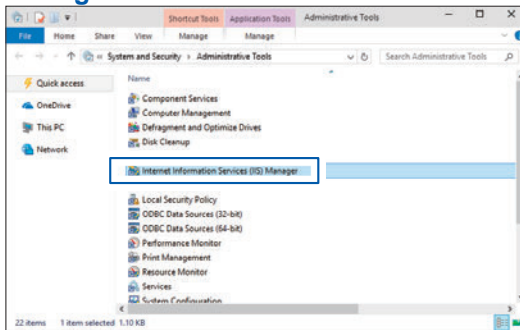 Shortcut Tools Application Tools Administrative Tools
File Home Share View Manage Manage
« System and Security › Administrative Tools Search Administrative Tools
Quick access
OneDrive
This PC
Network
Name
Component Services
Computer Management
Defragment and Optimize Drives
Disk Cleanup
Internet Information Services (IIS) Manager
Local Security Policy
ODBC Data Sources (32-bit)
ODBC Data Sources (64-bit)
Performance Monitor
Print Management
Resource Monitor
Services
System Configuration
22 items 1 item selected 1.10 KB